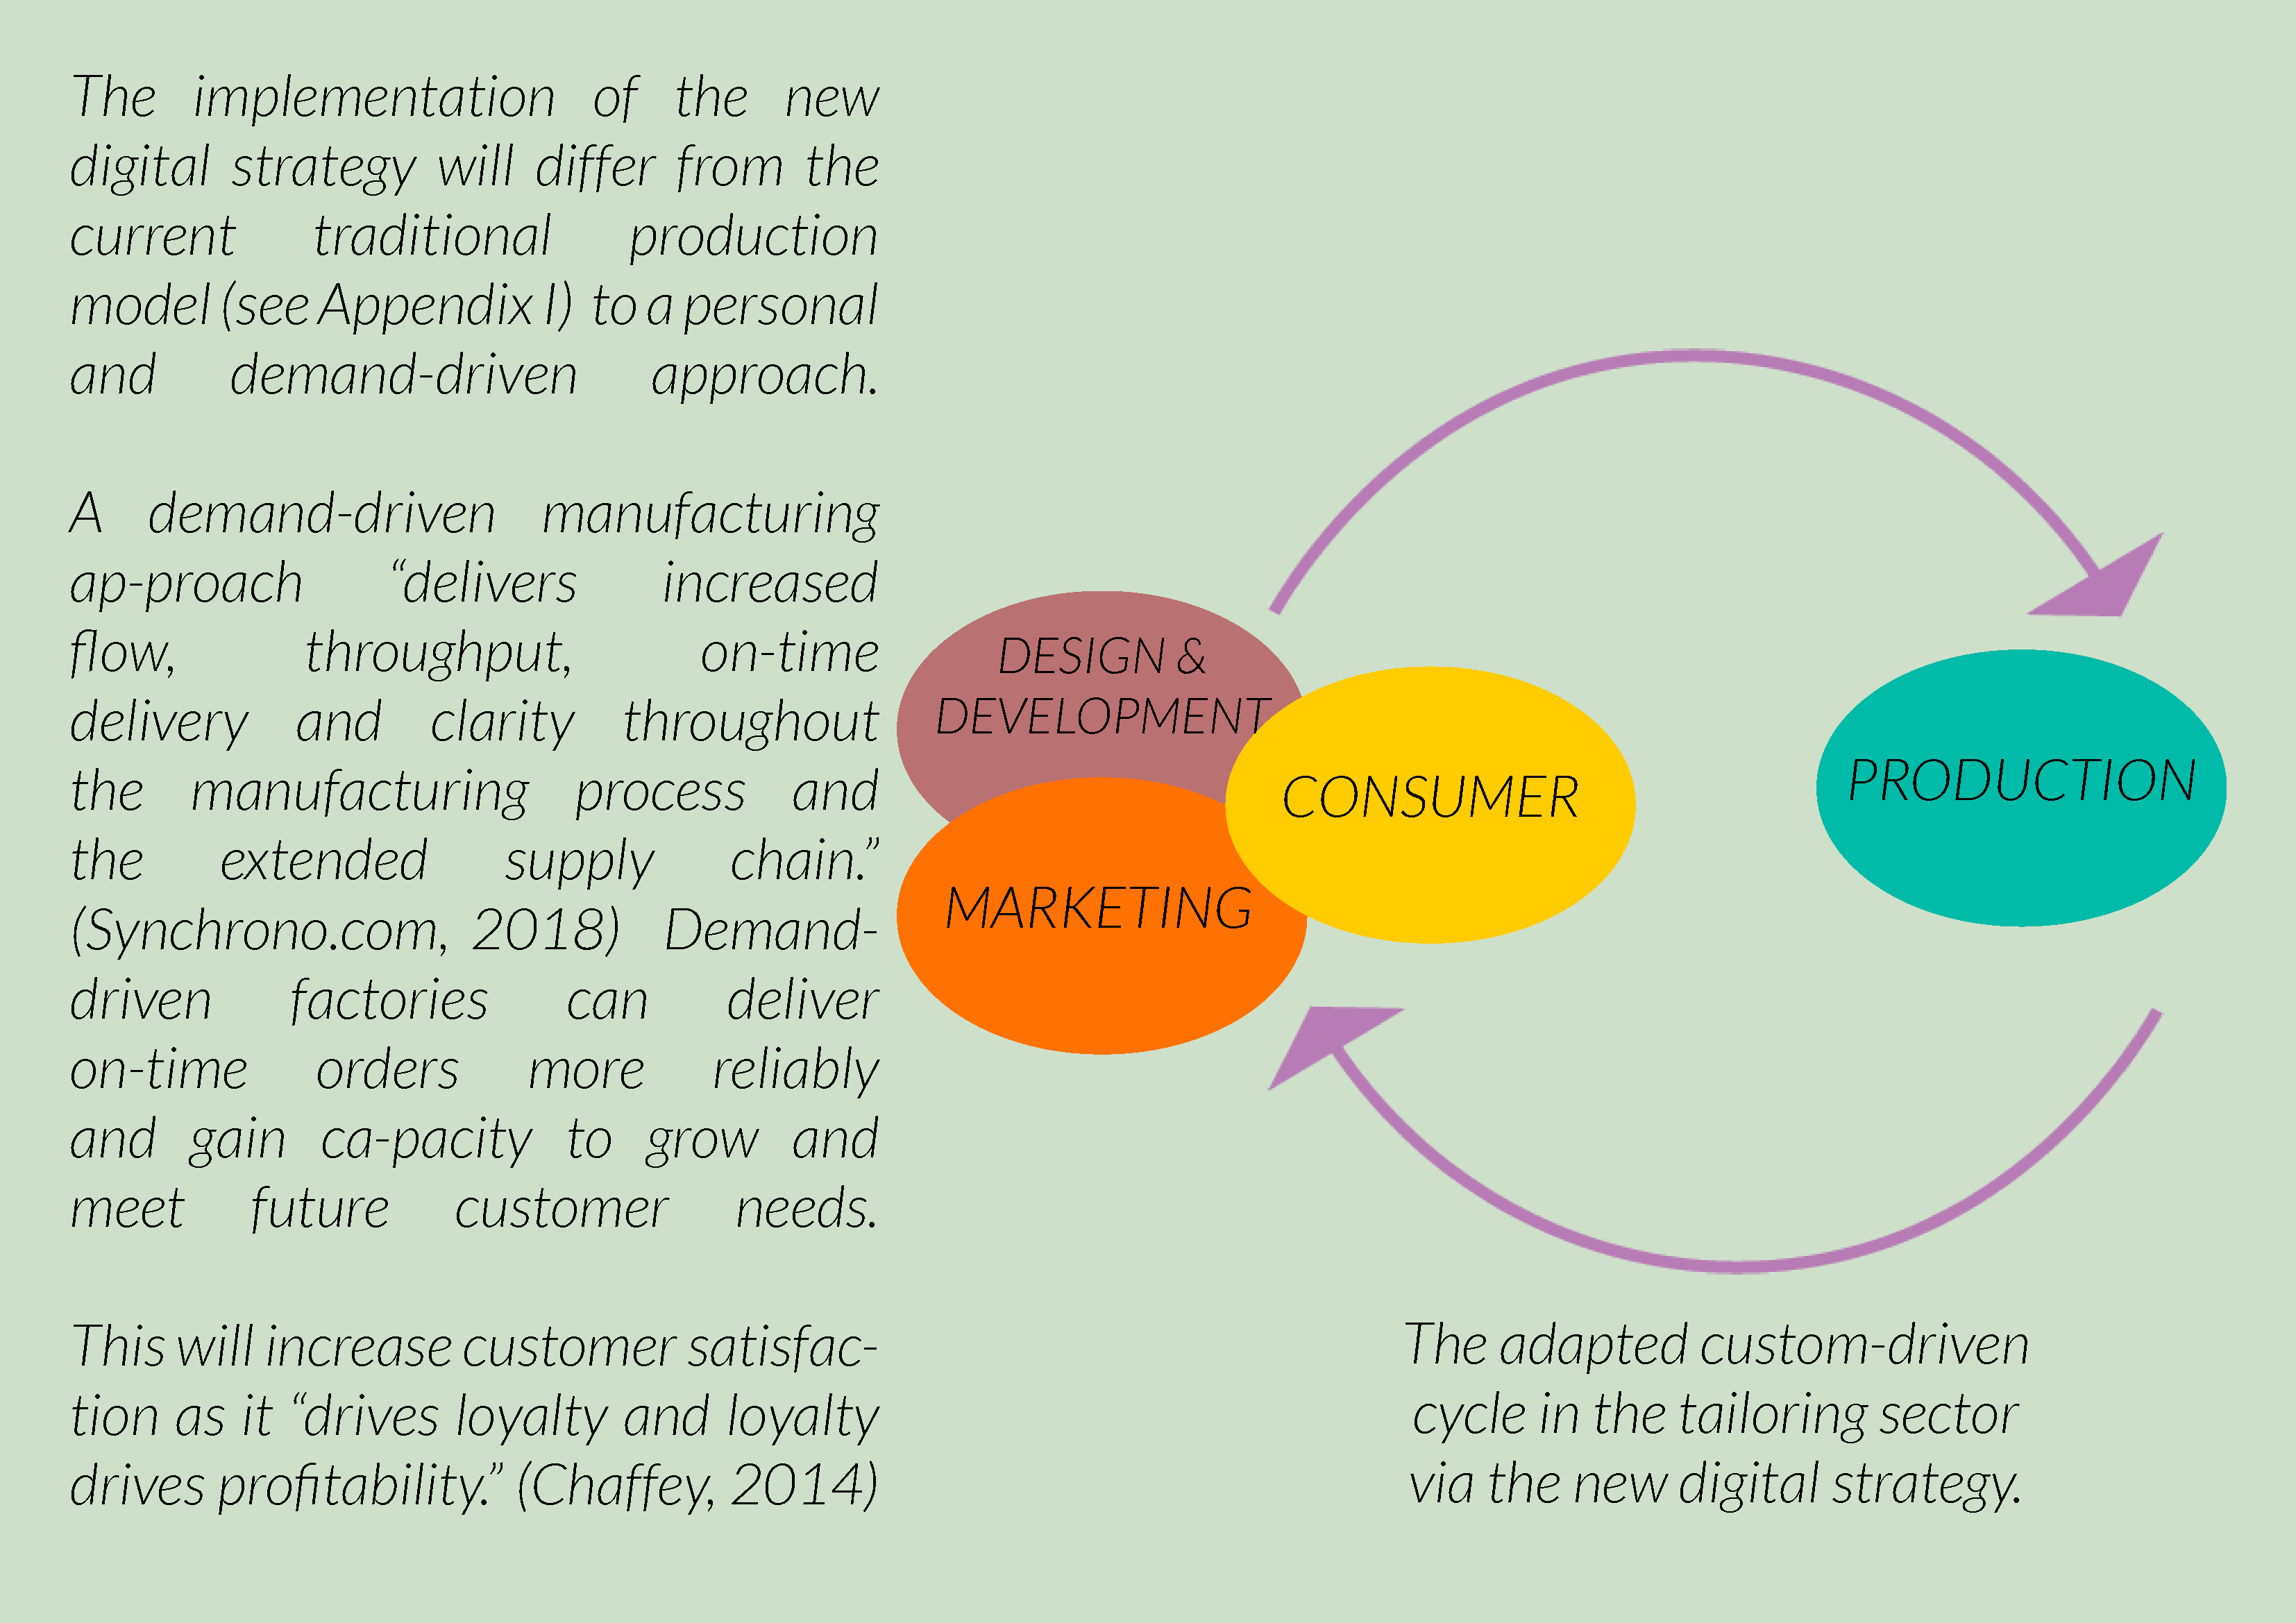 The implementation of the new
digital strategy will differ from the
current traditional production
model (see Appendix I) to a personal
and demand-driven approach.
A demand-driven manufacturing
ap-proach “delivers increased
flow, throughput, on-time
delivery and clarity throughout
the manufacturing process and
the extended supply chain.”
(Synchrono.com, 2018) Demand-
driven factories can deliver
on-time orders more reliably
and gain ca-pacity to grow and
meet future customer needs.
This will increase customer satisfac-
tion as it “drives loyalty and loyalty
drives profitability.” (Chaffey, 2014)
DESIGN &
DEVELOPMENT
CONSUMER
MARKETING
PRODUCTION
The adapted custom-driven
cycle in the tailoring sector
via the new digital strategy.